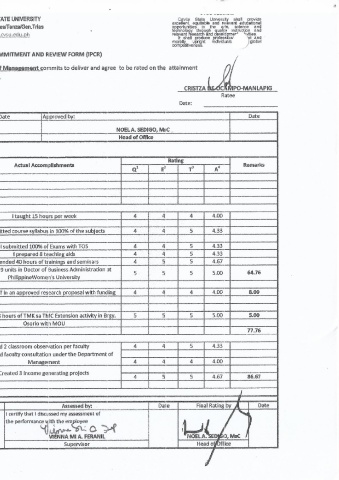 STATE UNIVERSITY
es/Tanza/Gen.Trias
Cavite State University shall provide
excellent, equitable and relevant educational
opportunities in the arts, science and
technology through quality instruction and
relevant research and development
It shall produce professional and
morally upright individuals global
competitiveness
MMITMENT AND REVIEW FORM (IPCR)
of Management commits to deliver and agree to be rated on the attainment
CRISTZA DE OCAMPO-MANLAPIG
Ratee
Date:
Date Approved by: Date
NOEL A. SEDIGO, MsC
Head of Office
Actual Accomplishments Rating Remarks
Q1 E2 T3 A4
I taught 15 hours per week 4 4 4 4.00
tted course syllabus in 100% of the subjects 4 4 5 4.33
I submitted 100% of Exams with TOS 4 4 5 4.33
I prepared 8 teaching aids 4 4 5 4.33
ended 40 hours of trainings and seminars 4 5 5 4.67
9 units in Doctor of Business Administration at
PhilippineWomen's University 5 5 5 5.00 64.76
f in an approved research proposal with funding 4 4 4 4.00 8.00
hours of TMK sa TMC Extension activity in Brgy.
Osorio with MOU 5 5 5 5.00 5.00
77.76
d 2 classroom observation per faculty 4 4 5 4.33
d faculty consultation under the Department of
Management 4 4 4 4.00
Created 3 income generating projects 4 5 5 4.67 86.67
Assessed by: Date Final Rating by Date
I certify that I discussed my assessment of
the performance with the employee
VIENNA MI A. FERANIL NOEL A. SEDIGO, MsC
Supervisor Head of Office